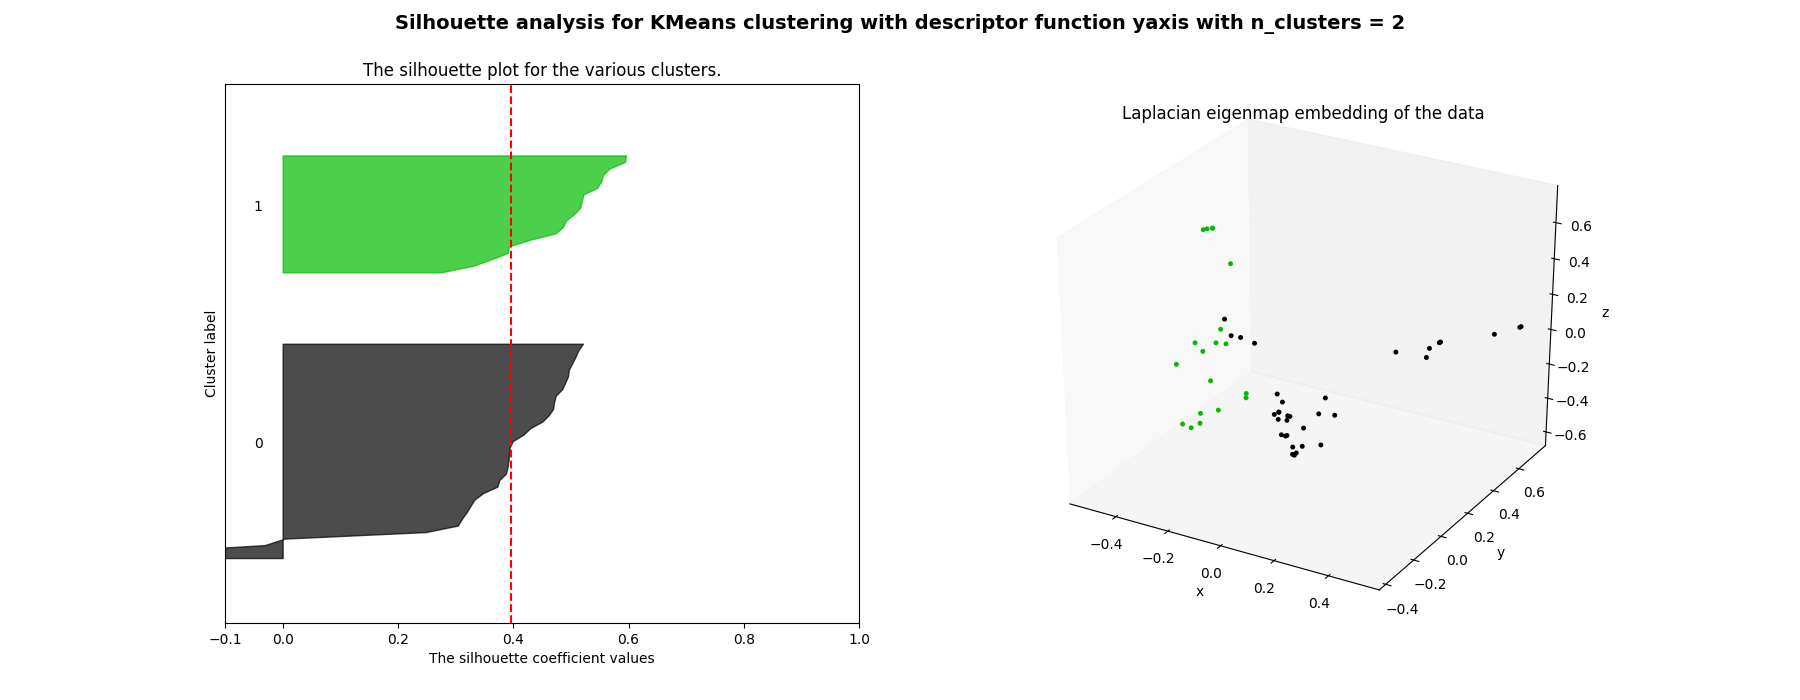 Silhouette analysis for KMeans clustering with descriptor function yaxis with n_clusters = 2
The silhouette plot for the various clusters.
1
0
Cluster label
−0.1 0.0 0.2 0.4 0.6 0.8 1.0
The silhouette coefficient values
Laplacian eigenmap embedding of the data
0.6
0.4
0.2
0.0
−0.2
−0.4
−0.6
z
0.6
0.4
0.2
0.0
−0.2
−0.4
y
−0.4
−0.2
0.0
0.2
0.4
x